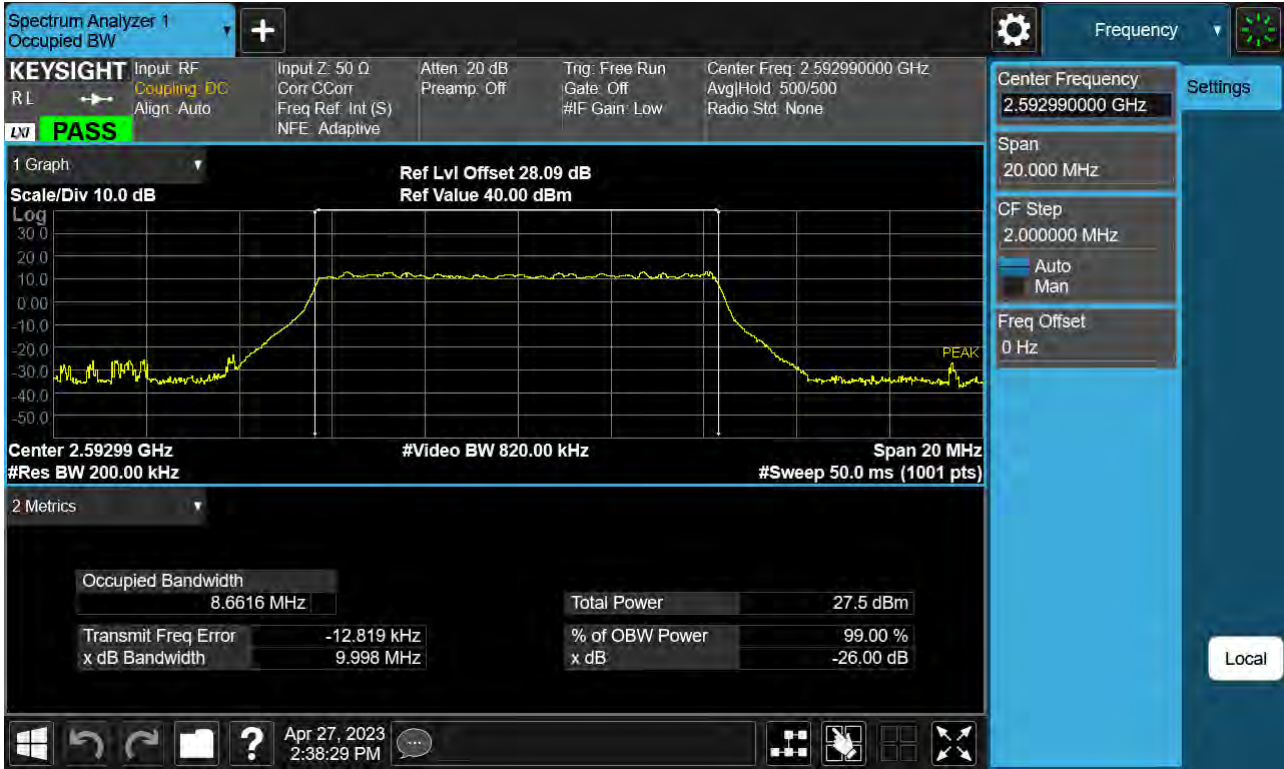 Spectrum Analyzer 1
Occupied BW
+
Frequency
KEYSIGHT
R L
LXI PASS
Input: RF
Coupling: DC
Align: Auto
Input Z: 50 Ω
Corr CCorr
Freq Ref: Int (S)
NFE: Adaptive
Atten: 20 dB
Preamp: Off
Trig: Free Run
Gate: Off
#IF Gain: Low
Center Freq: 2.592990000 GHz
Avg|Hold: 500/500
Radio Std: None
Center Frequency
2.592990000 GHz
Settings
Span
20.000 MHz
CF Step
2.000000 MHz
Auto
Man
Freq Offset
0 Hz
Local
1 Graph
Scale/Div 10.0 dB
Ref Lvl Offset 28.09 dB
Ref Value 40.00 dBm
Log
30.0
20.0
10.0
0.00
-10.0
-20.0
-30.0
-40.0
-50.0
PEAK
Center 2.59299 GHz
#Video BW 820.00 kHz
Span 20 MHz
#Res BW 200.00 kHz
#Sweep 50.0 ms (1001 pts)
2 Metrics
Occupied Bandwidth
8.6616 MHz
Total Power 27.5 dBm
Transmit Freq Error -12.819 kHz
% of OBW Power 99.00 %
x dB Bandwidth 9.998 MHz
x dB -26.00 dB
?
Apr 27, 2023
2:38:29 PM